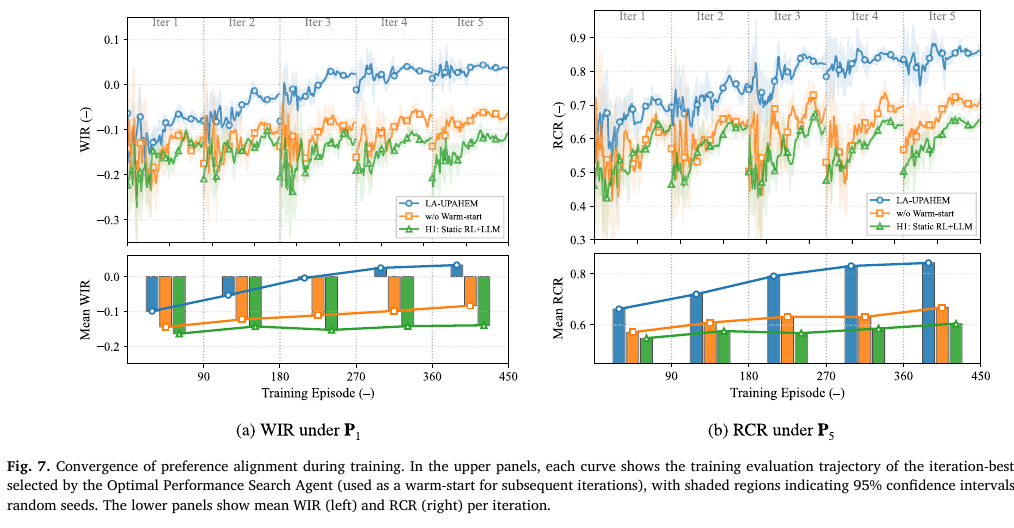 Iter 1 Iter 2 Iter 3 Iter 4 Iter 5
0.1
0.0
−0.1
−0.2
−0.3
WIR (–)
LA-UPAHEM
w/o Warm-start
H1: Static RL+LLM
0.0
−0.1
−0.2
Mean WIR
90 180 270 360 450
Training Episode (–)
(a) WIR under P1
Iter 1 Iter 2 Iter 3 Iter 4 Iter 5
0.9
0.8
0.7
0.6
0.5
0.4
0.3
RCR (–)
LA-UPAHEM
w/o Warm-start
H1: Static RL+LLM
0.8
0.6
Mean RCR
90 180 270 360 450
Training Episode (–)
(b) RCR under P5
Fig. 7. Convergence of preference alignment during training. In the upper panels, each curve shows the training evaluation trajectory of the iteration-best
selected by the Optimal Performance Search Agent (used as a warm-start for subsequent iterations), with shaded regions indicating 95% confidence intervals
random seeds. The lower panels show mean WIR (left) and RCR (right) per iteration.